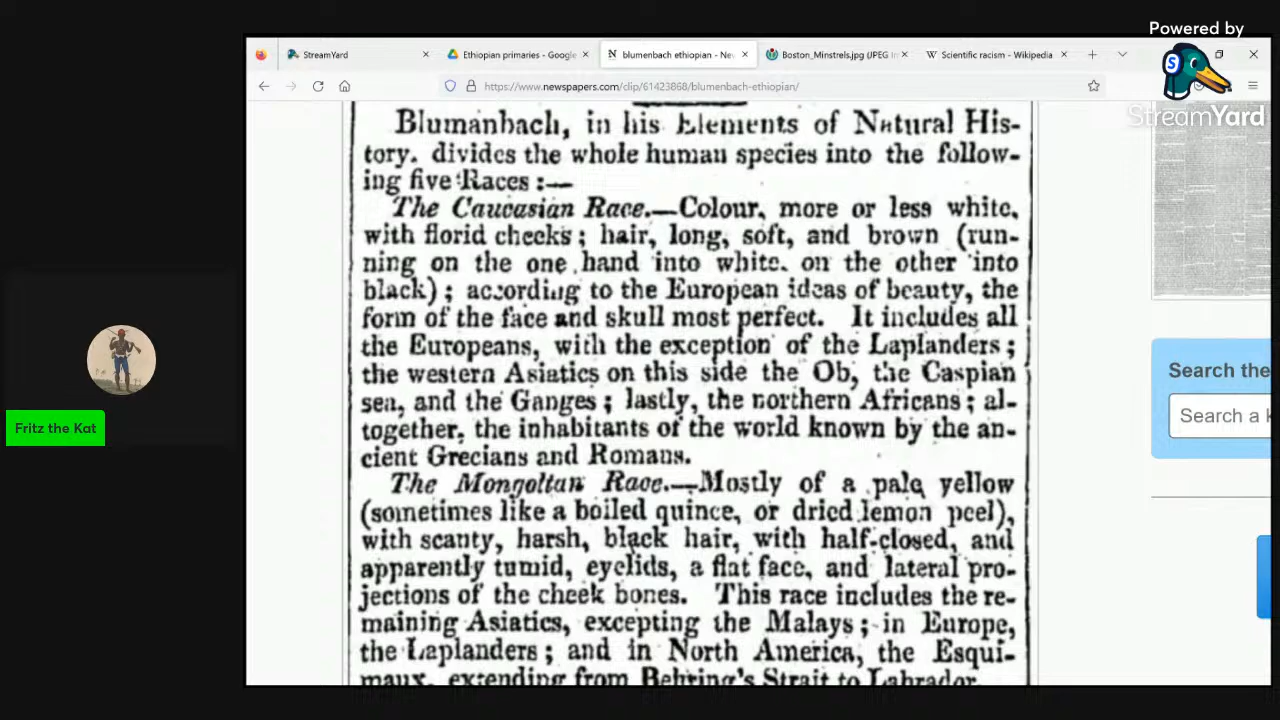 Powered by
StreamYard
StreamYard
Ethiopian primaries - Google
blumenbach ethiopian - Ne
Boston_Minstrels.jpg (JPEG I
Scientific racism - Wikipedia
https://www.newspapers.com/clip/61423868/blumenbach-ethiopian/
Blumanbach, in his Elements of Natural His-
tory. divides the whole human species into the follow-
ing five Races :—
The Caucasian Race.—Colour, more or less white,
with florid cheeks ; hair, long, soft, and brown (run-
ning on the one hand into white, on the other into
black) ; according to the European ideas of beauty, the
form of the face and skull most perfect. It includes all
the Europeans, with the exception of the Laplanders ;
the western Asiatics on this side the Ob, the Caspian
sea, and the Ganges ; lastly, the northern Africans ; al-
together, the inhabitants of the world known by the an-
cient Grecians and Romans.
The Mongolian Race.—Mostly of a pale yellow
(sometimes like a boiled quince, or dried lemon peel),
with scanty, harsh, black hair, with half-closed, and
apparently tumid, eyelids, a flat face, and lateral pro-
jections of the cheek bones. This race includes the re-
maining Asiatics, excepting the Malays ; in Europe,
the Laplanders ; and in North America, the Esqui-
maux, extending from Behring's Strait to Labrador.
Search the
Search a k
Fritz the Kat